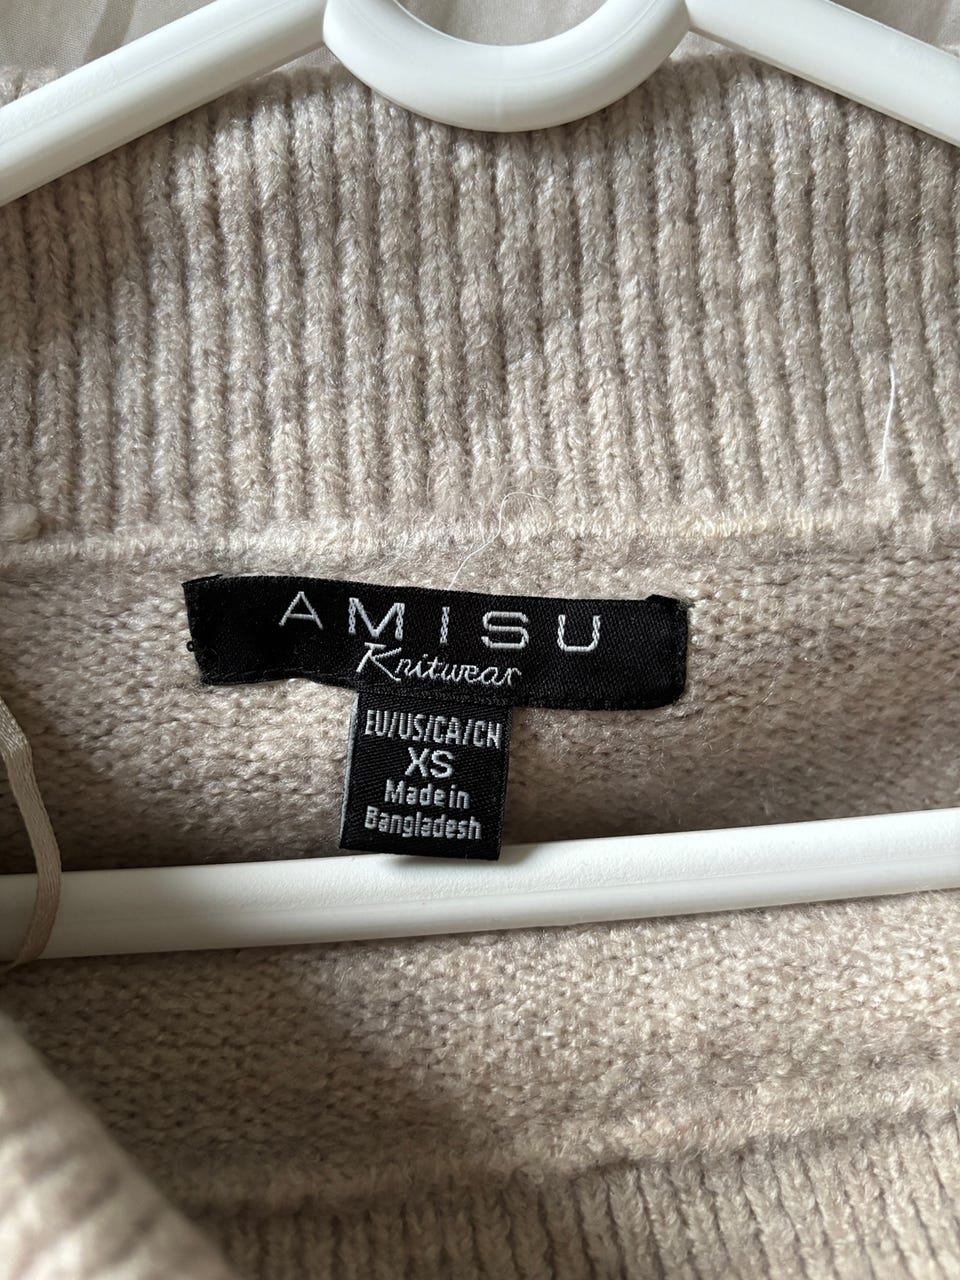 AMISU
Knitwear
EU/US/CA/CN
XS
Made in
Bangladesh